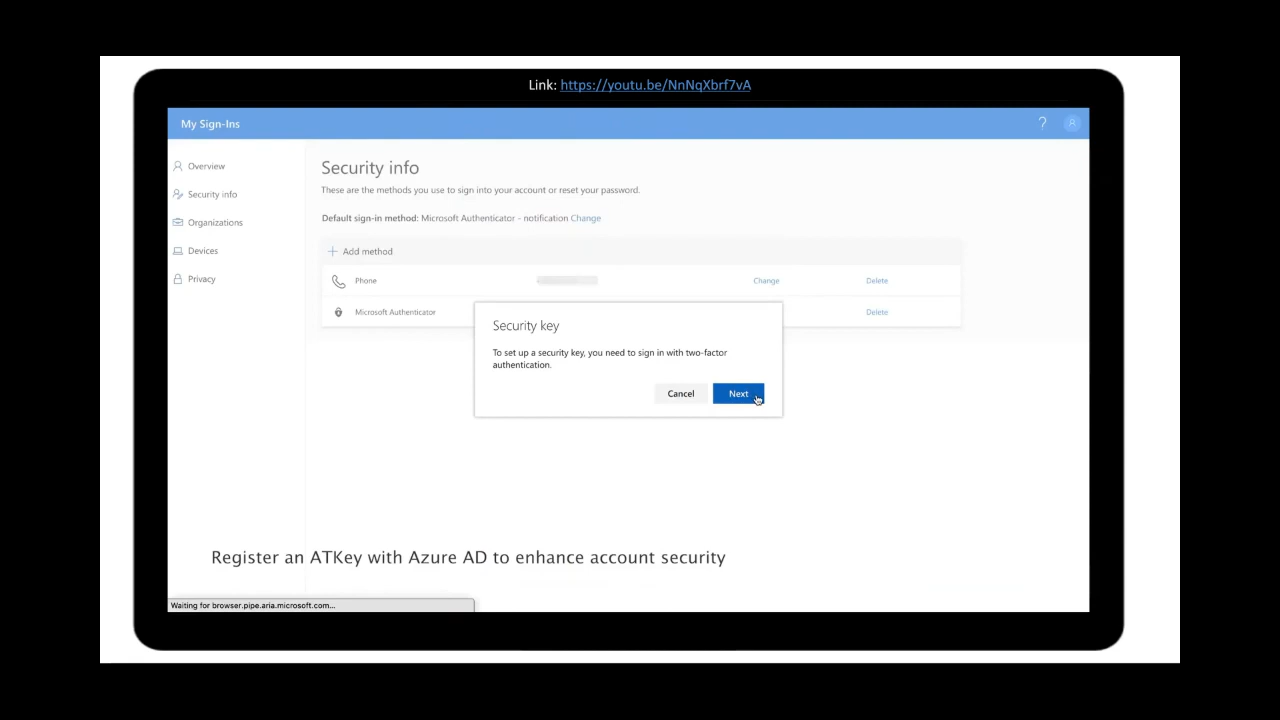 Link: https://youtu.be/NnNqXbrf7vA
My Sign-Ins
?
Overview
Security info
Organizations
Devices
Privacy
Security info
These are the methods you use to sign into your account or reset your password.
Default sign-in method: Microsoft Authenticator - notification Change
+ Add method
Phone Change Delete
Microsoft Authenticator Delete
Security key
To set up a security key, you need to sign in with two-factor
authentication.
Cancel Next
Register an ATKey with Azure AD to enhance account security
Waiting for browser.pipe.aria.microsoft.com...